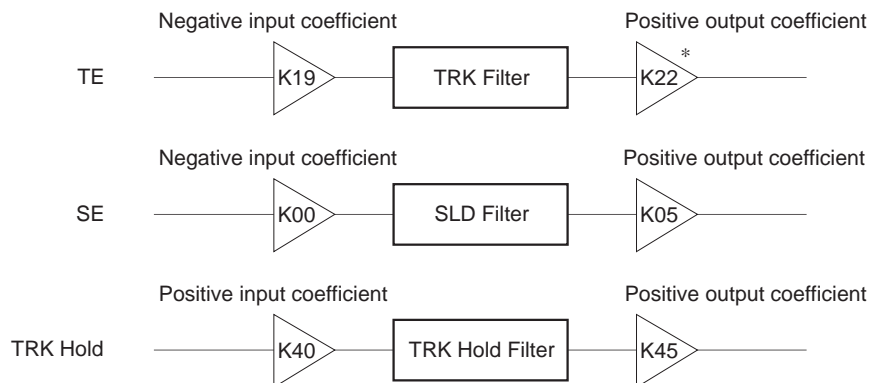 Negative input coefficient Positive output coefficient
TE K19 TRK Filter K22 *
Negative input coefficient Positive output coefficient
SE K00 SLD Filter K05
Positive input coefficient Positive output coefficient
TRK Hold K40 TRK Hold Filter K45